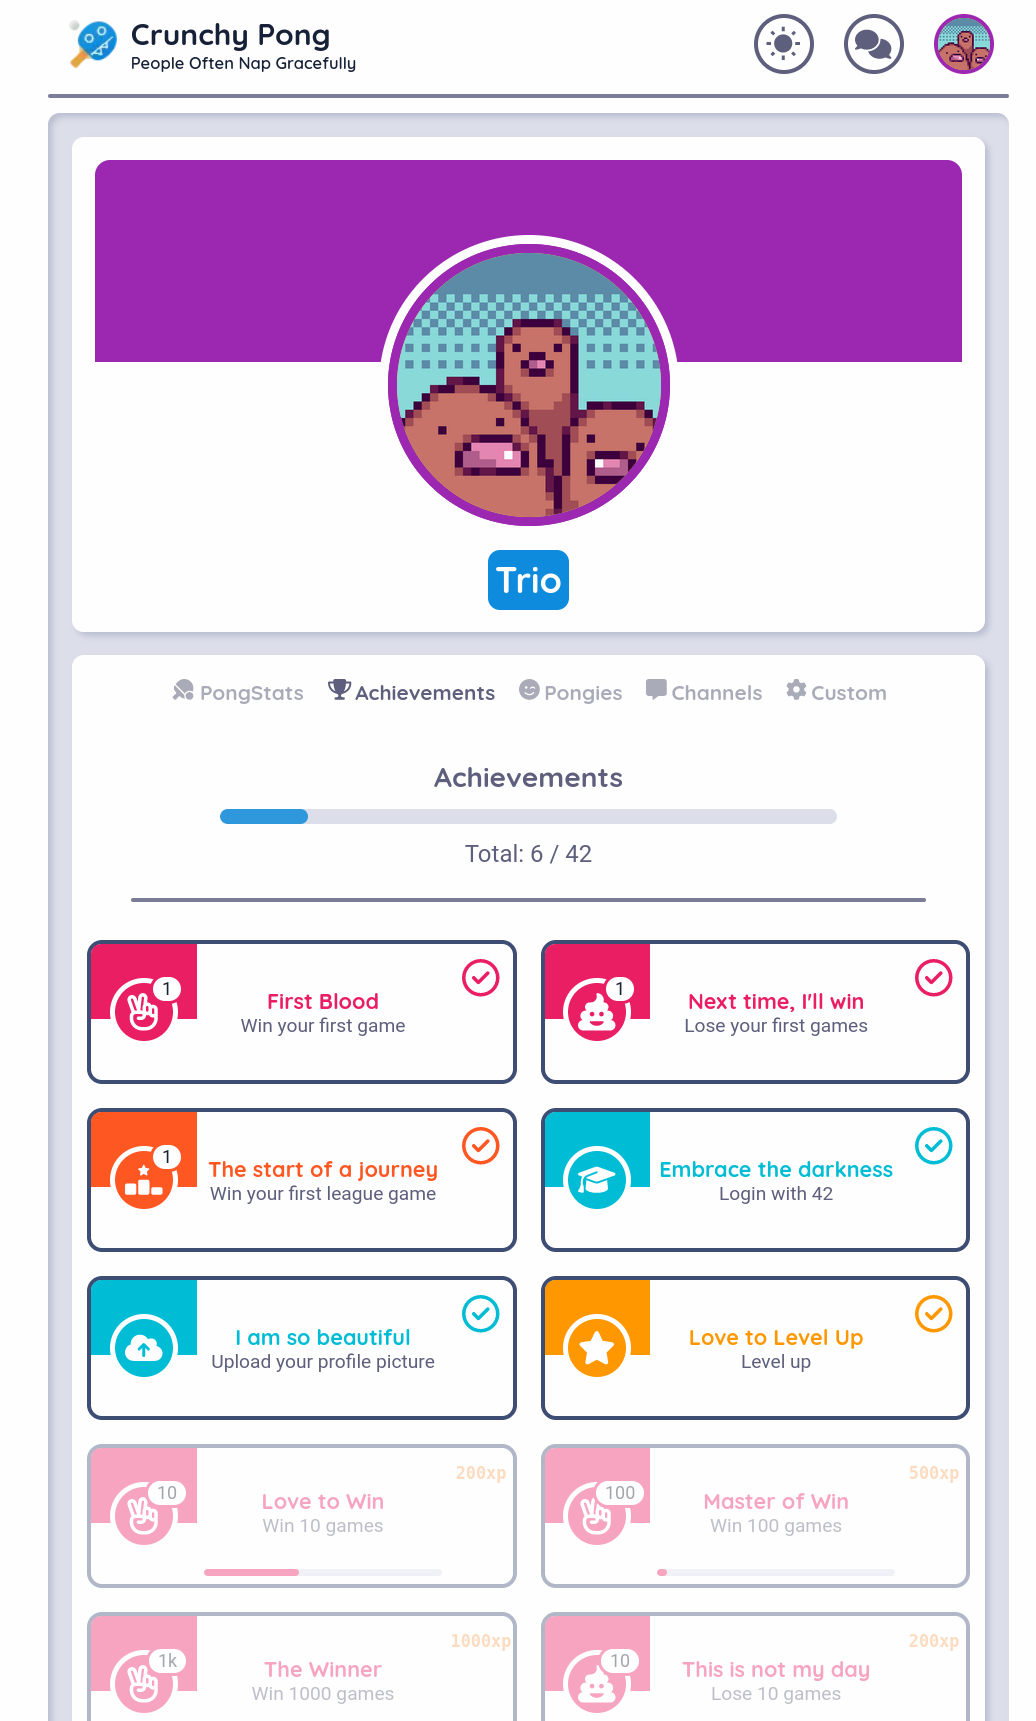 Crunchy Pong
People Often Nap Gracefully
Trio
PongStats Achievements Pongies Channels Custom
Achievements
Total: 6 / 42
1
First Blood
Win your first game
1
Next time, I'll win
Lose your first games
1
The start of a journey
Win your first league game
Embrace the darkness
Login with 42
I am so beautiful
Upload your profile picture
Love to Level Up
Level up
200xp
10
Love to Win
Win 10 games
500xp
100
Master of Win
Win 100 games
1000xp
1k
The Winner
Win 1000 games
200xp
10
This is not my day
Lose 10 games